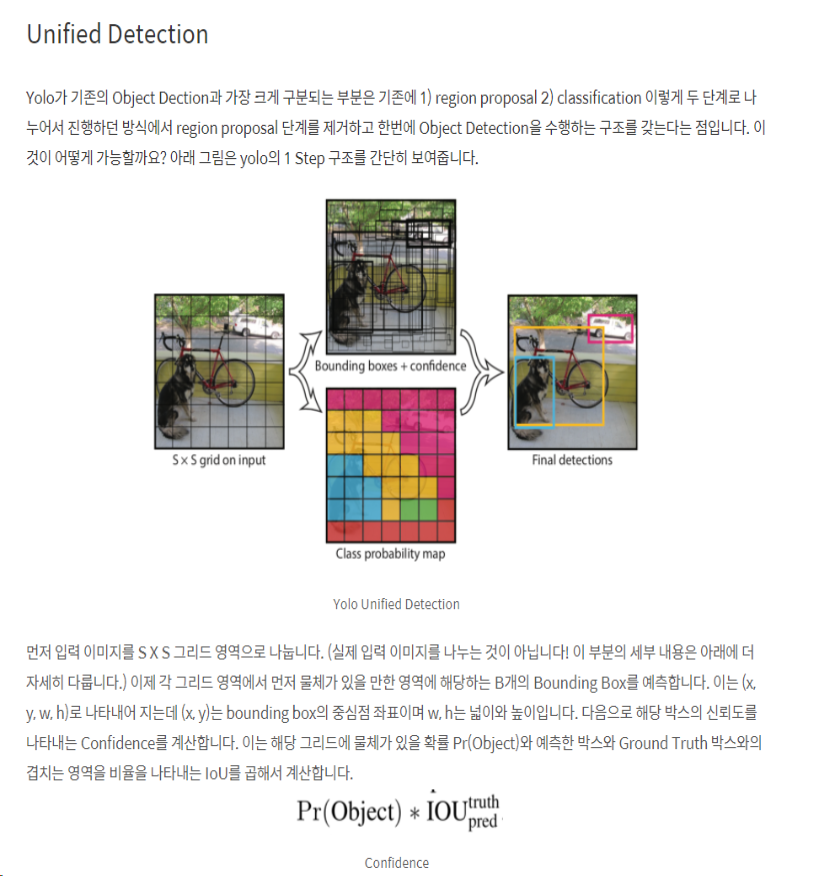 Unified Detection
Yolo가 기존의 Object Dection과 가장 크게 구분되는 부분은 기존에 1) region proposal 2) classification 이렇게 두 단계로 나
누어서 진행하던 방식에서 region proposal 단계를 제거하고 한번에 Object Detection을 수행하는 구조를 갖는다는 점입니다. 이
것이 어떻게 가능할까요? 아래 그림은 yolo의 1 Step 구조를 간단히 보여줍니다.
Bounding boxes + confidence
S x S grid on input
Final detections
Class probability map
Yolo Unified Detection
먼저 입력 이미지를 S X S 그리드 영역으로 나눕니다. (실제 입력 이미지를 나누는 것이 아닙니다! 이 부분의 세부 내용은 아래에 더
자세히 다룹니다.) 이제 각 그리드 영역에서 먼저 물체가 있을 만한 영역에 해당하는 B개의 Bounding Box를 예측합니다. 이는 (x,
y, w, h)로 나타내어 지는데 (x, y)는 bounding box의 중심점 좌표이며 w, h는 넓이와 높이입니다. 다음으로 해당 박스의 신뢰도를
나타내는 Confidence를 계산합니다. 이는 해당 그리드에 물체가 있을 확률 Pr(Object)와 예측한 박스와 Ground Truth 박스와의
겹치는 영역을 비율을 나타내는 IoU를 곱해서 계산합니다.
Pr(Object) * IOU truth pred
Confidence